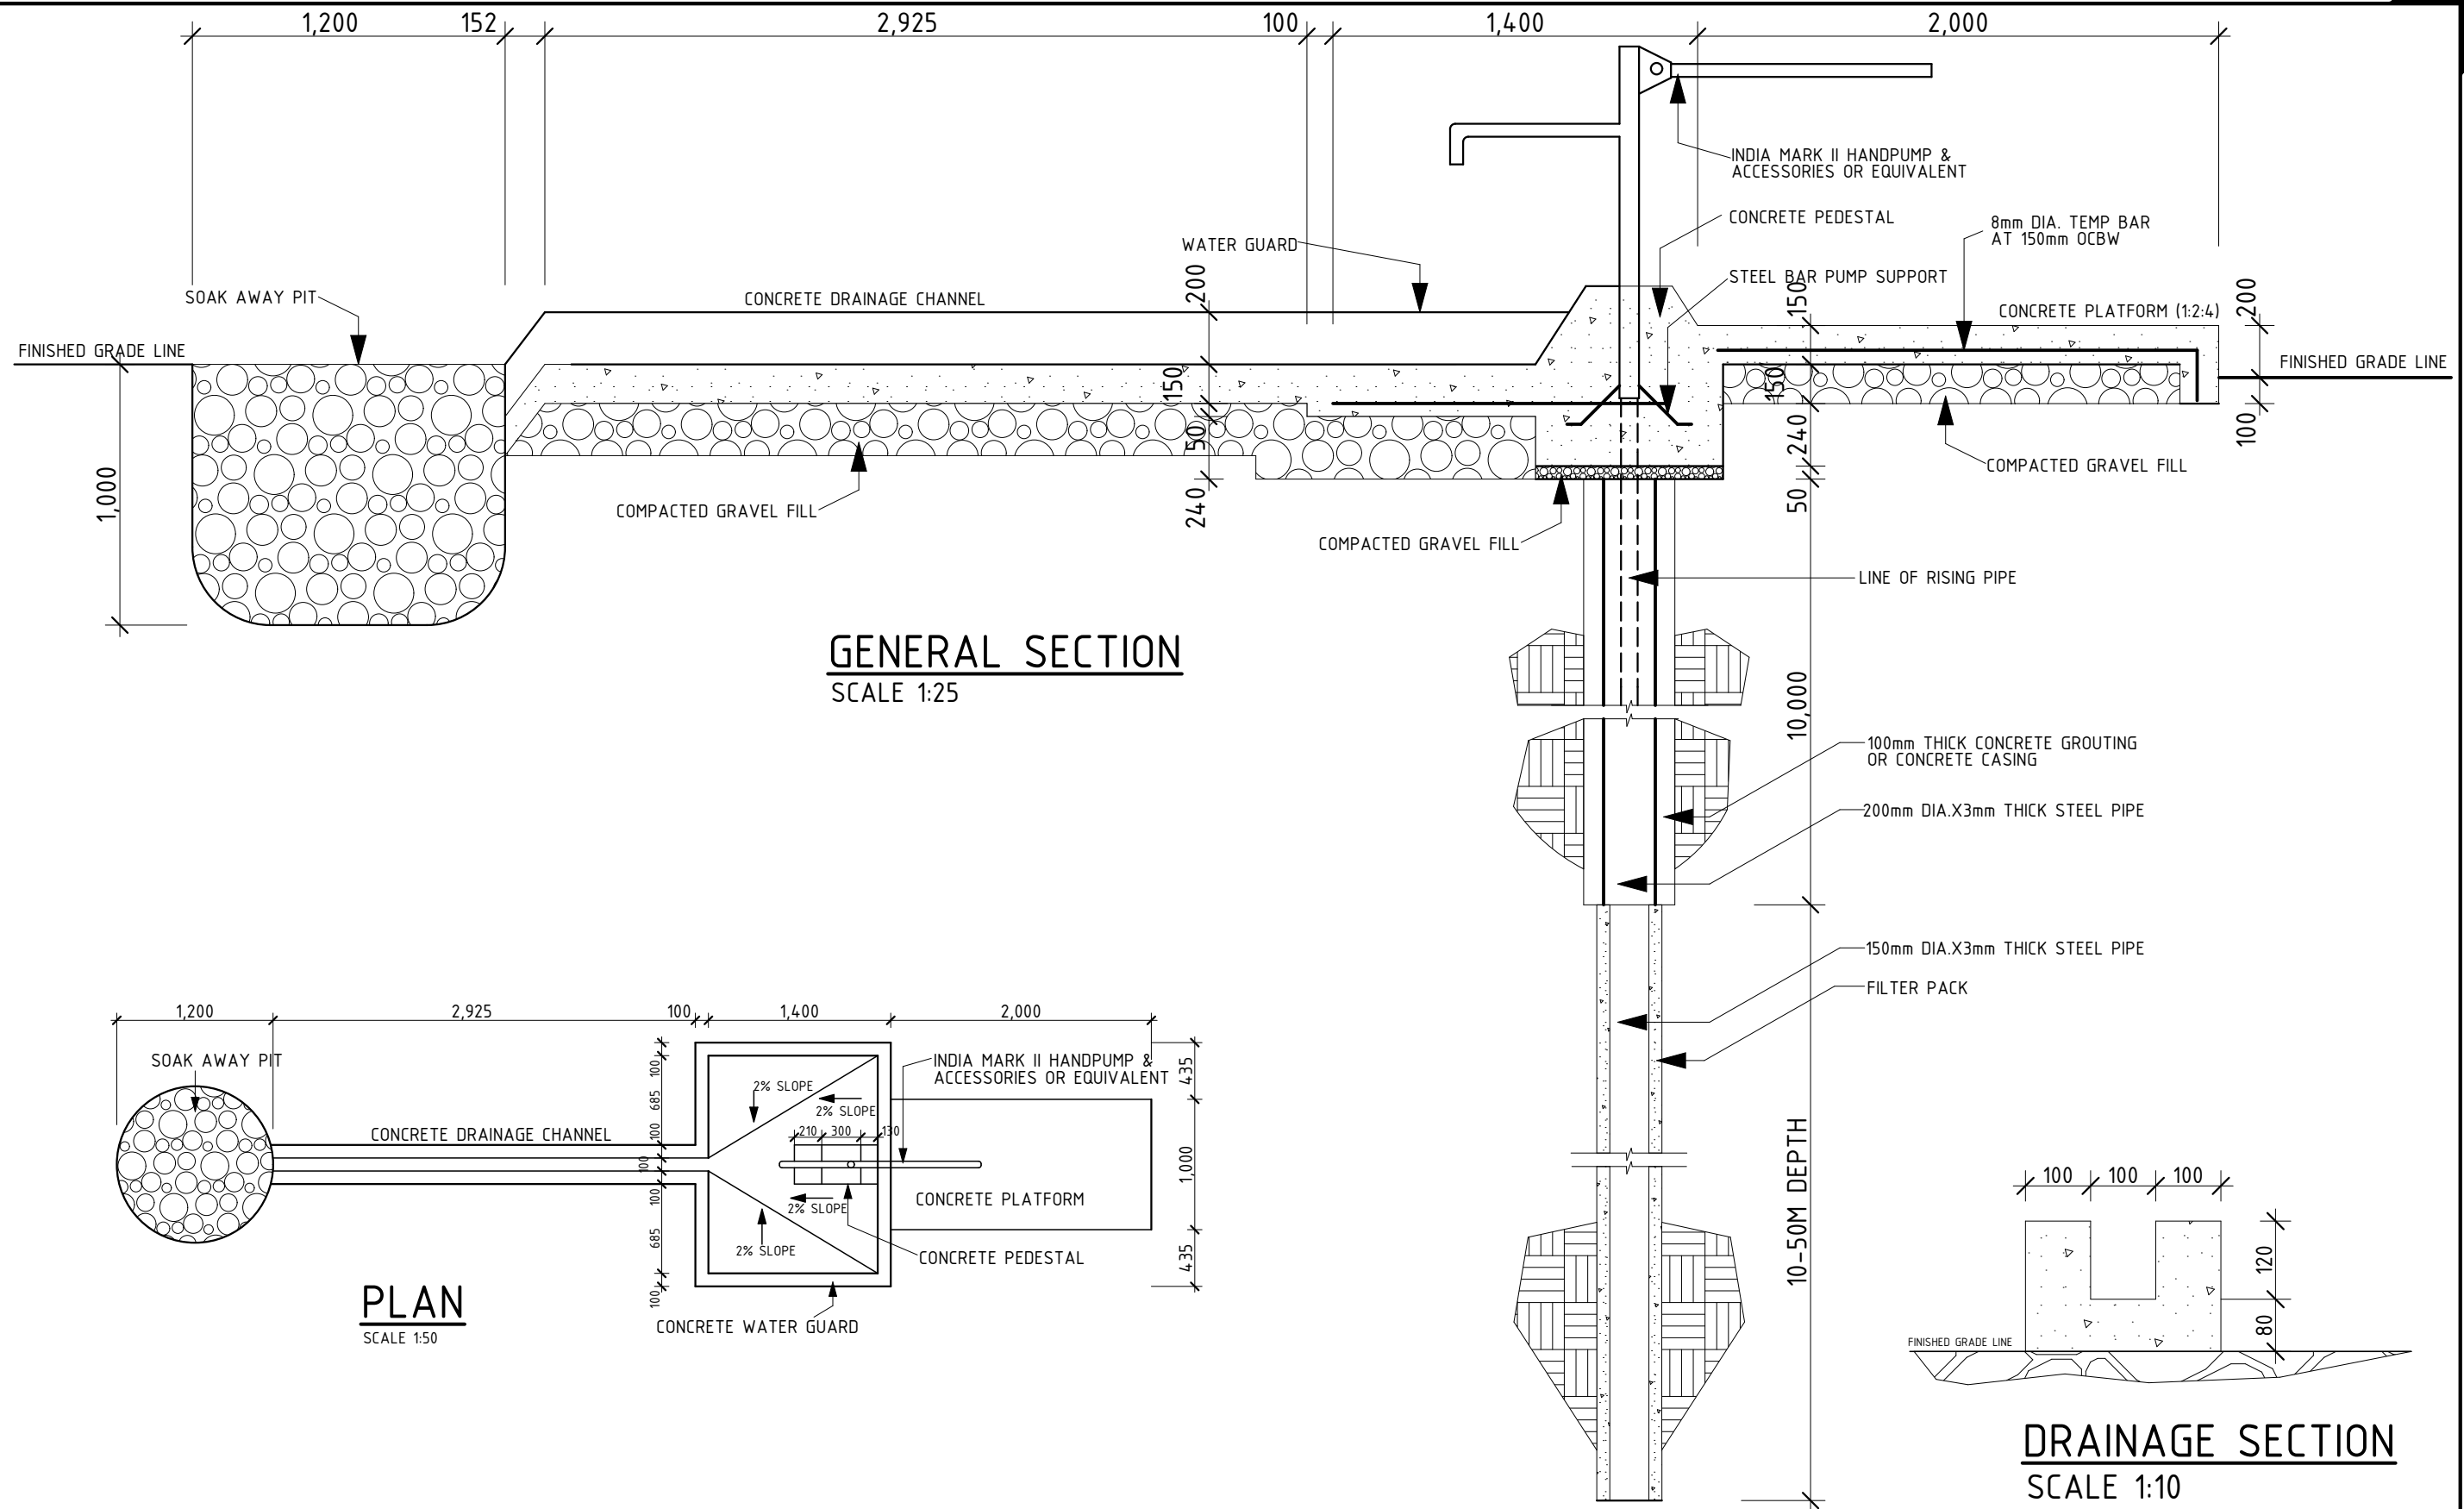 1,200 152 2,925 100 1,400 2,000
INDIA MARK II HANDPUMP &
ACCESSORIES OR EQUIVALENT
CONCRETE PEDESTAL
8mm DIA. TEMP BAR
AT 150mm OCBW
WATER GUARD
STEEL BAR PUMP SUPPORT
SOAK AWAY PIT
CONCRETE DRAINAGE CHANNEL
200
150
CONCRETE PLATFORM (1:2:4)
200
FINISHED GRADE LINE
FINISHED GRADE LINE
150
150
50
240
100
1,000
COMPACTED GRAVEL FILL
COMPACTED GRAVEL FILL
240
50
COMPACTED GRAVEL FILL
LINE OF RISING PIPE
GENERAL SECTION
SCALE 1:25
10,000
100mm THICK CONCRETE GROUTING
OR CONCRETE CASING
200mm DIA.X3mm THICK STEEL PIPE
150mm DIA.X3mm THICK STEEL PIPE
FILTER PACK
10-50M DEPTH
1,200 2,925 100 1,400 2,000
SOAK AWAY PIT
INDIA MARK II HANDPUMP &
ACCESSORIES OR EQUIVALENT
100
435
2% SLOPE
2% SLOPE
685
CONCRETE DRAINAGE CHANNEL
100
210 300 130
100
1,000
100
CONCRETE PLATFORM
2% SLOPE
685
2% SLOPE
435
CONCRETE PEDESTAL
100
CONCRETE WATER GUARD
PLAN
SCALE 1:50
100 100 100
120
80
FINISHED GRADE LINE
DRAINAGE SECTION
SCALE 1:10